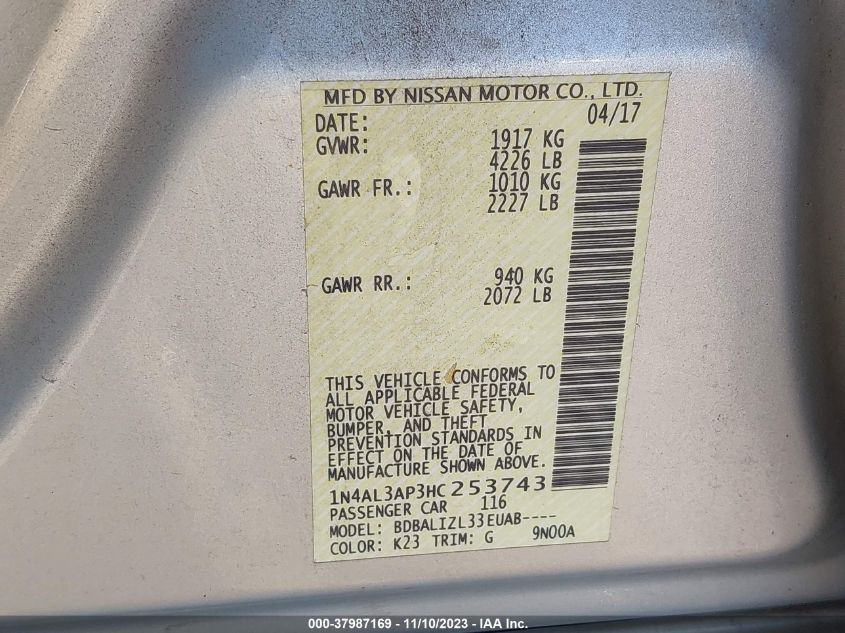 MFD BY NISSAN MOTOR CO., LTD.
DATE: 04/17
GVWR: 1917 KG
4226 LB
GAWR FR.: 1010 KG
2227 LB
GAWR RR.: 940 KG
2072 LB
THIS VEHICLE CONFORMS TO
ALL APPLICABLE FEDERAL
MOTOR VEHICLE SAFETY,
BUMPER, AND THEFT
PREVENTION STANDARDS IN
EFFECT ON THE DATE OF
MANUFACTURE SHOWN ABOVE.
1N4AL3AP3HC253743
PASSENGER CAR 116
MODEL: BDBALIZL33EUAB----
COLOR: K23 TRIM: G 9N00A
000-37987169 — 11/10/2023 — IAA Inc.